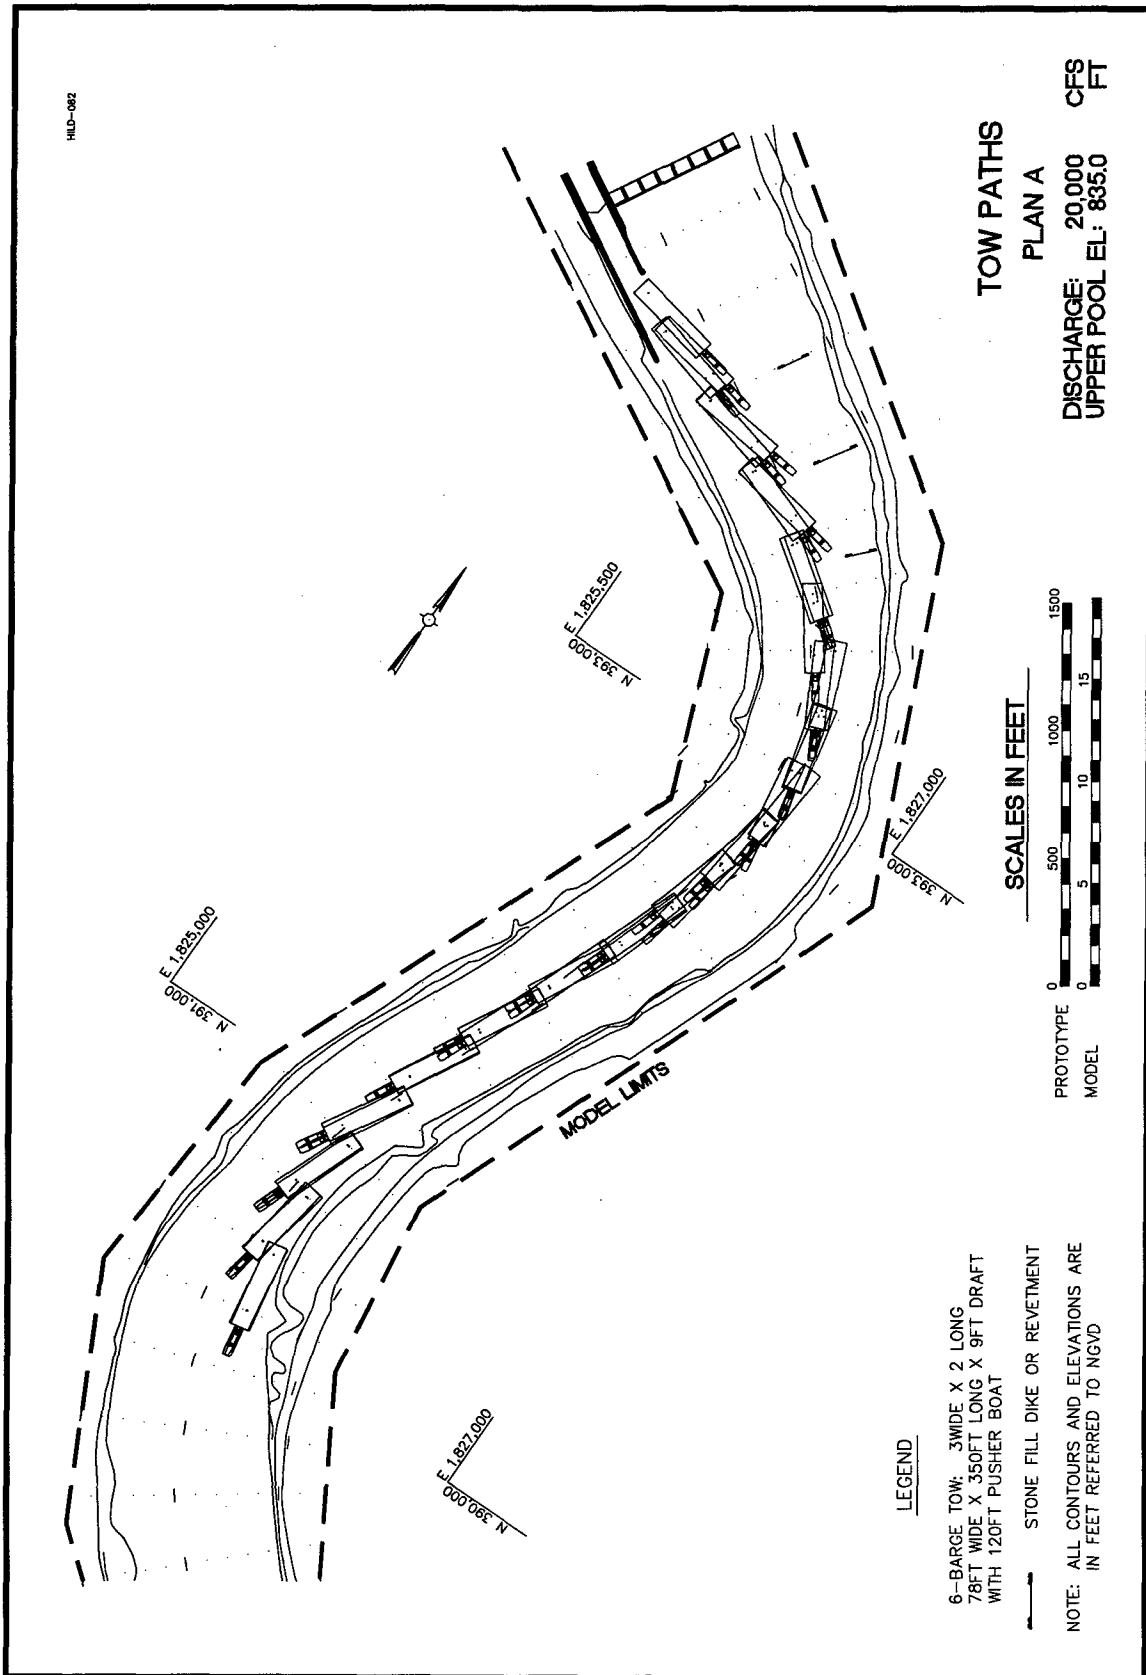 HILD-082
TOW PATHS
PLAN A
DISCHARGE: 20,000 CFS
UPPER POOL EL: 835.0 FT
E 1,825,500
N 393,000
E 1,825,000
N 391,000
E 1,827,000
N 393,000
E 1,827,000
N 390,000
MODEL LIMITS
SCALES IN FEET
PROTOTYPE 0 500 1000 1500
MODEL 0 5 10 15
LEGEND
6-BARGE TOW: 3WIDE X 2 LONG
78FT WIDE X 350FT LONG X 9FT DRAFT
WITH 120FT PUSHER BOAT
STONE FILL DIKE OR REVETMENT
NOTE: ALL CONTOURS AND ELEVATIONS ARE
IN FEET REFERRED TO NGVD